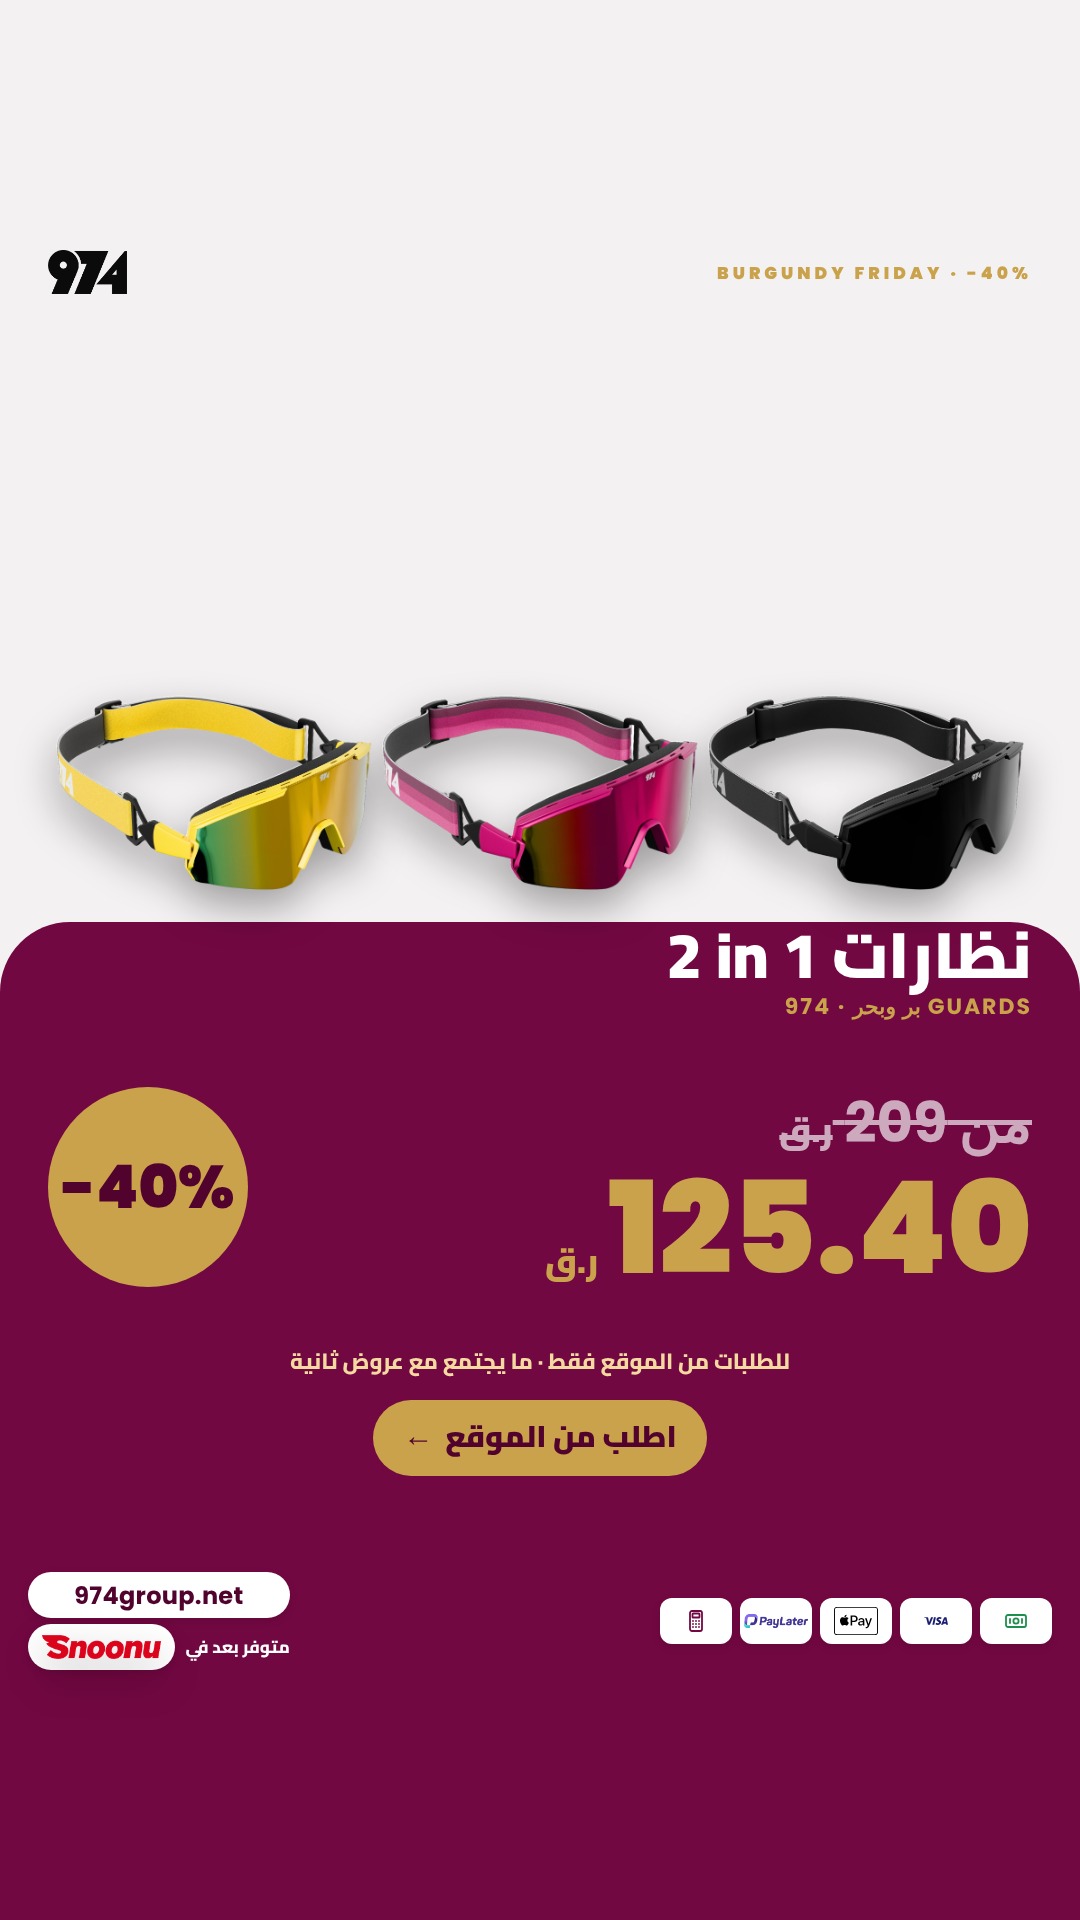 974
BURGUNDY FRIDAY · -40%
نظارات 2 in 1
GUARDS بر وبحر · 974
من 209 ر.ق
125.40 ر.ق
-40%
للطلبات من الموقع فقط · ما يجتمع مع عروض ثانية
اطلب من الموقع ←
974group.net
متوفر بعد في Snoonu
PayLater
Pay
VISA